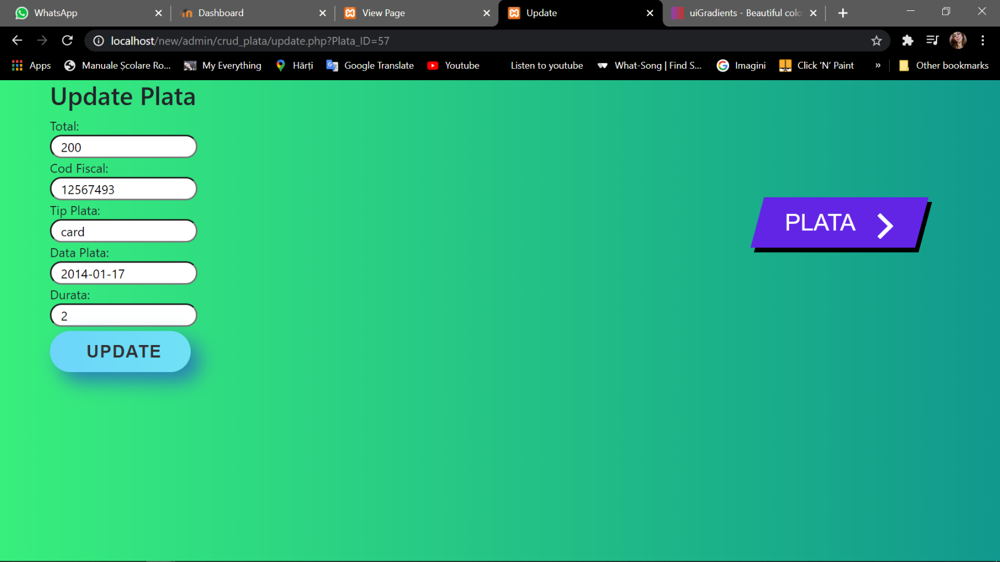 WhatsApp
Dashboard
View Page
Update
uiGradients - Beautiful colo
localhost/new/admin/crud_plata/update.php?Plata_ID=57
Apps
Manuale Școlare Ro...
My Everything
Hărți
Google Translate
Youtube
Listen to youtube
What-Song | Find S...
Imagini
Click ‘N’ Paint
»
Other bookmarks
Update Plata
Total:
200
Cod Fiscal:
12567493
Tip Plata:
card
Data Plata:
2014-01-17
Durata:
2
UPDATE
PLATA